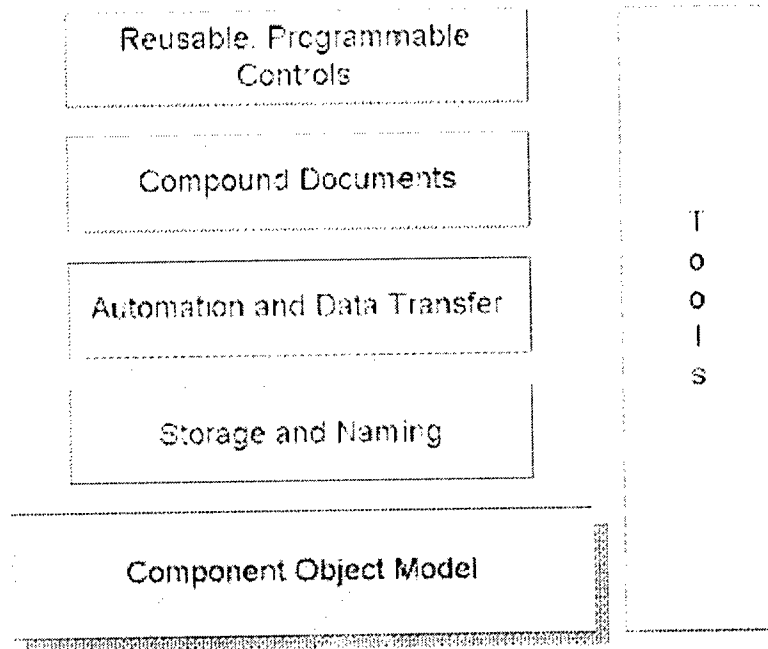 Reusable, Programmable
Controls
Compound Documents
Automation and Data Transfer
Storage and Naming
Component Object Model
T
o
o
l
s